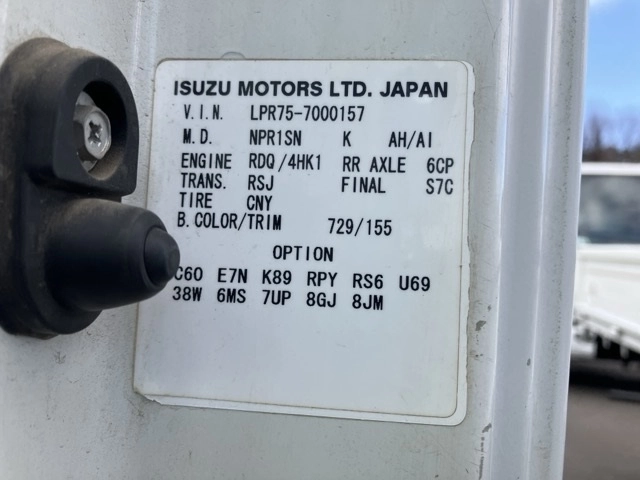 ISUZU MOTORS LTD. JAPAN
V.I.N. LPR75-7000157
M.D. NPR1SN K AH/AI
ENGINE RDQ/4HK1 RR AXLE 6CP
TRANS. RSJ FINAL S7C
TIRE CNY
B.COLOR/TRIM 729/155
OPTION
C60 E7N K89 RPY RS6 U69
38W 6MS 7UP 8GJ 8JM